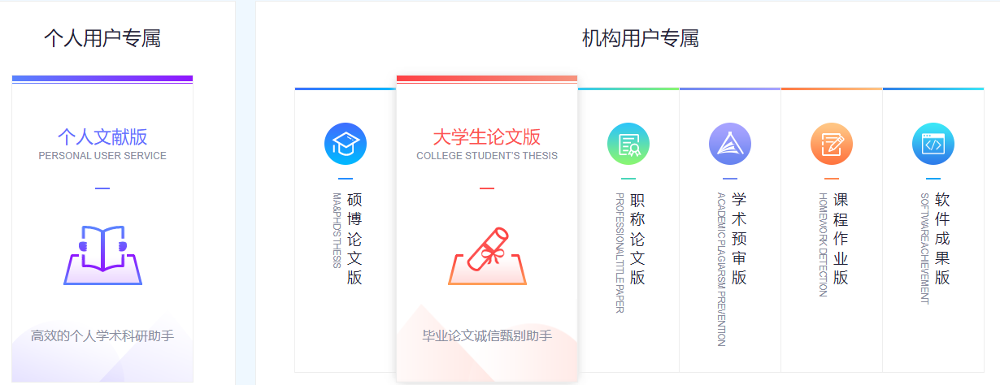 个人用户专属
个人文献版
PERSONAL USER SERVICE
高效的个人学术科研助手
机构用户专属
硕博论文版
MA&PHD'S THESIS
大学生论文版
COLLEGE STUDENT'S THESIS
毕业论文诚信甄别助手
职称论文版
PROFESSIONAL TITLE PAPER
学术预审版
ACADEMIC PLAGIARSM PREVENTION
课程作业版
HOMEWORK DETECTION
软件成果版
SOFTWAREACHIEVEMENT